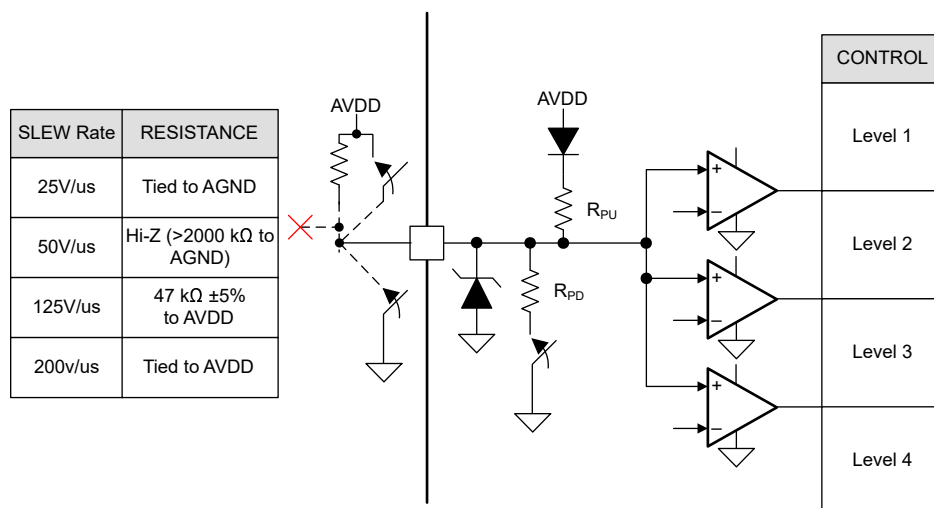 SLEW Rate RESISTANCE
25V/us Tied to AGND
50V/us Hi-Z (>2000 kΩ to
AGND)
125V/us 47 kΩ ±5%
to AVDD
200v/us Tied to AVDD
AVDD
AVDD
RPU
RPD
+
−
+
−
+
−
CONTROL
Level 1
Level 2
Level 3
Level 4